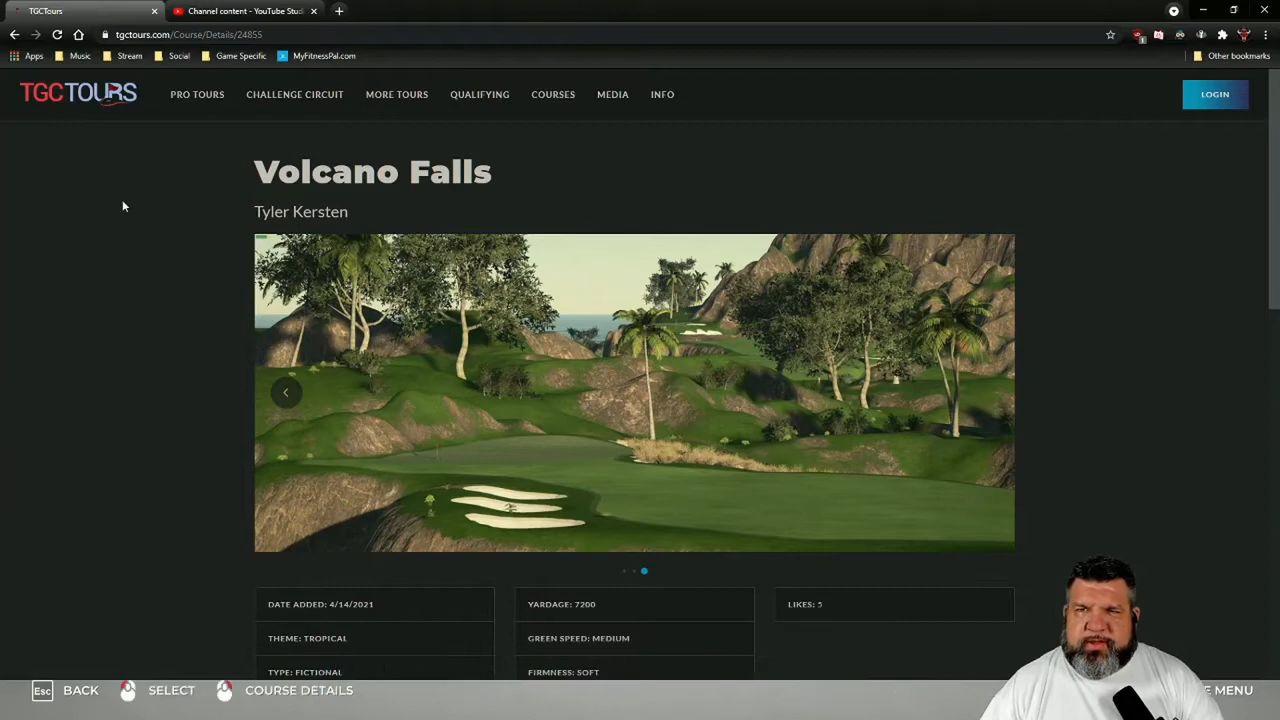 TGCTours
Channel content - YouTube Studi
tgctours.com/Course/Details/24855
Apps Music Stream Social Game Specific MyFitnessPal.com Other bookmarks
TGCTOURS PRO TOURS CHALLENGE CIRCUIT MORE TOURS QUALIFYING COURSES MEDIA INFO LOGIN
Volcano Falls
Tyler Kersten
DATE ADDED: 4/14/2021 YARDAGE: 7200 LIKES: 5
THEME: TROPICAL GREEN SPEED: MEDIUM
TYPE: FICTIONAL FIRMNESS: SOFT
Esc BACK SELECT COURSE DETAILS E MENU